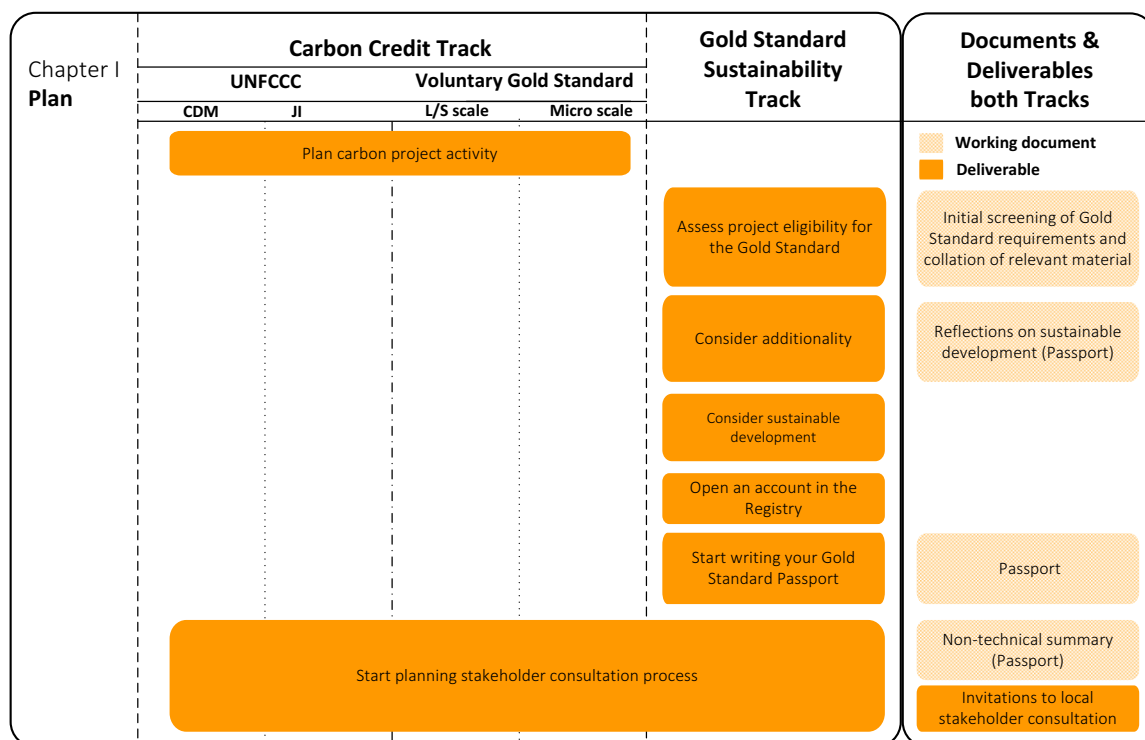 Chapter I
Plan
Carbon Credit Track
UNFCCC
Voluntary Gold Standard
CDM
JI
L/S scale
Micro scale
Gold Standard
Sustainability
Track
Documents &
Deliverables
both Tracks
Working document
Deliverable
Plan carbon project activity
Assess project eligibility for
the Gold Standard
Initial screening of Gold
Standard requirements and
collation of relevant material
Consider additionality
Reflections on sustainable
development (Passport)
Consider sustainable
development
Open an account in the
Registry
Start writing your Gold
Standard Passport
Passport
Start planning stakeholder consultation process
Non-technical summary
(Passport)
Invitations to local
stakeholder consultation